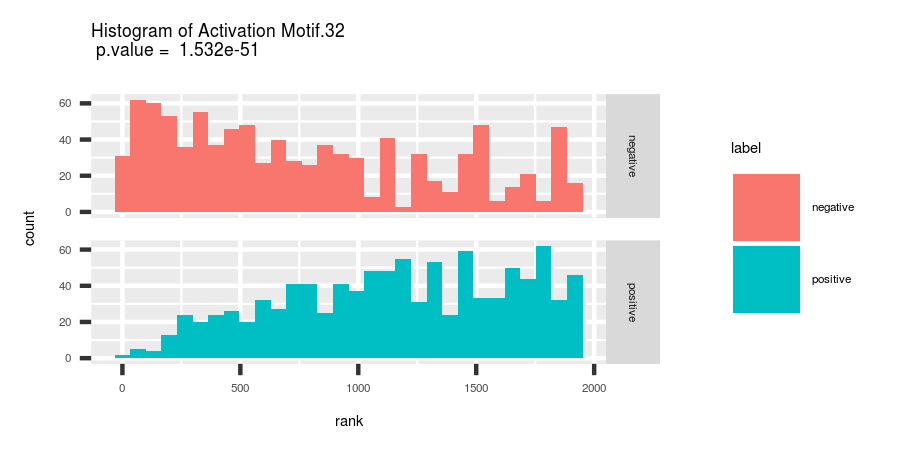 Histogram of Activation Motif.32
p.value =  1.532e-51
60
40
20
0
negative
60
40
20
0
positive
0
500
1000
1500
2000
count
rank
label
negative
positive